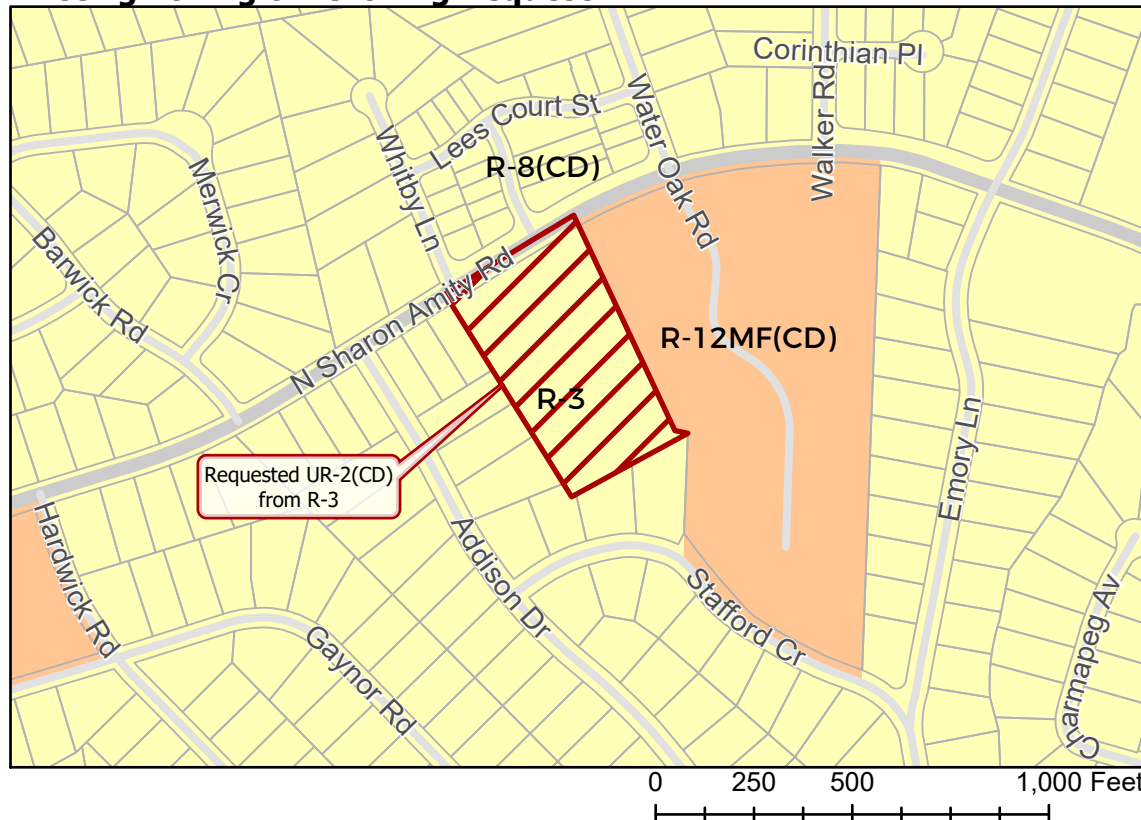 Corinthian Pl
Walker Rd
Water Oak Rd
Lees Court St
R-8(CD)
Whitby Ln
Merwick Cr
Barwick Rd
N Sharon Amity Rd
R-12MF(CD)
R-3
Requested UR-2(CD)
from R-3
Emory Ln
Hardwick Rd
Addison Dr
Stafford Cr
Gaynor Rd
Charmapeg Av
0 250 500 1,000 Feet